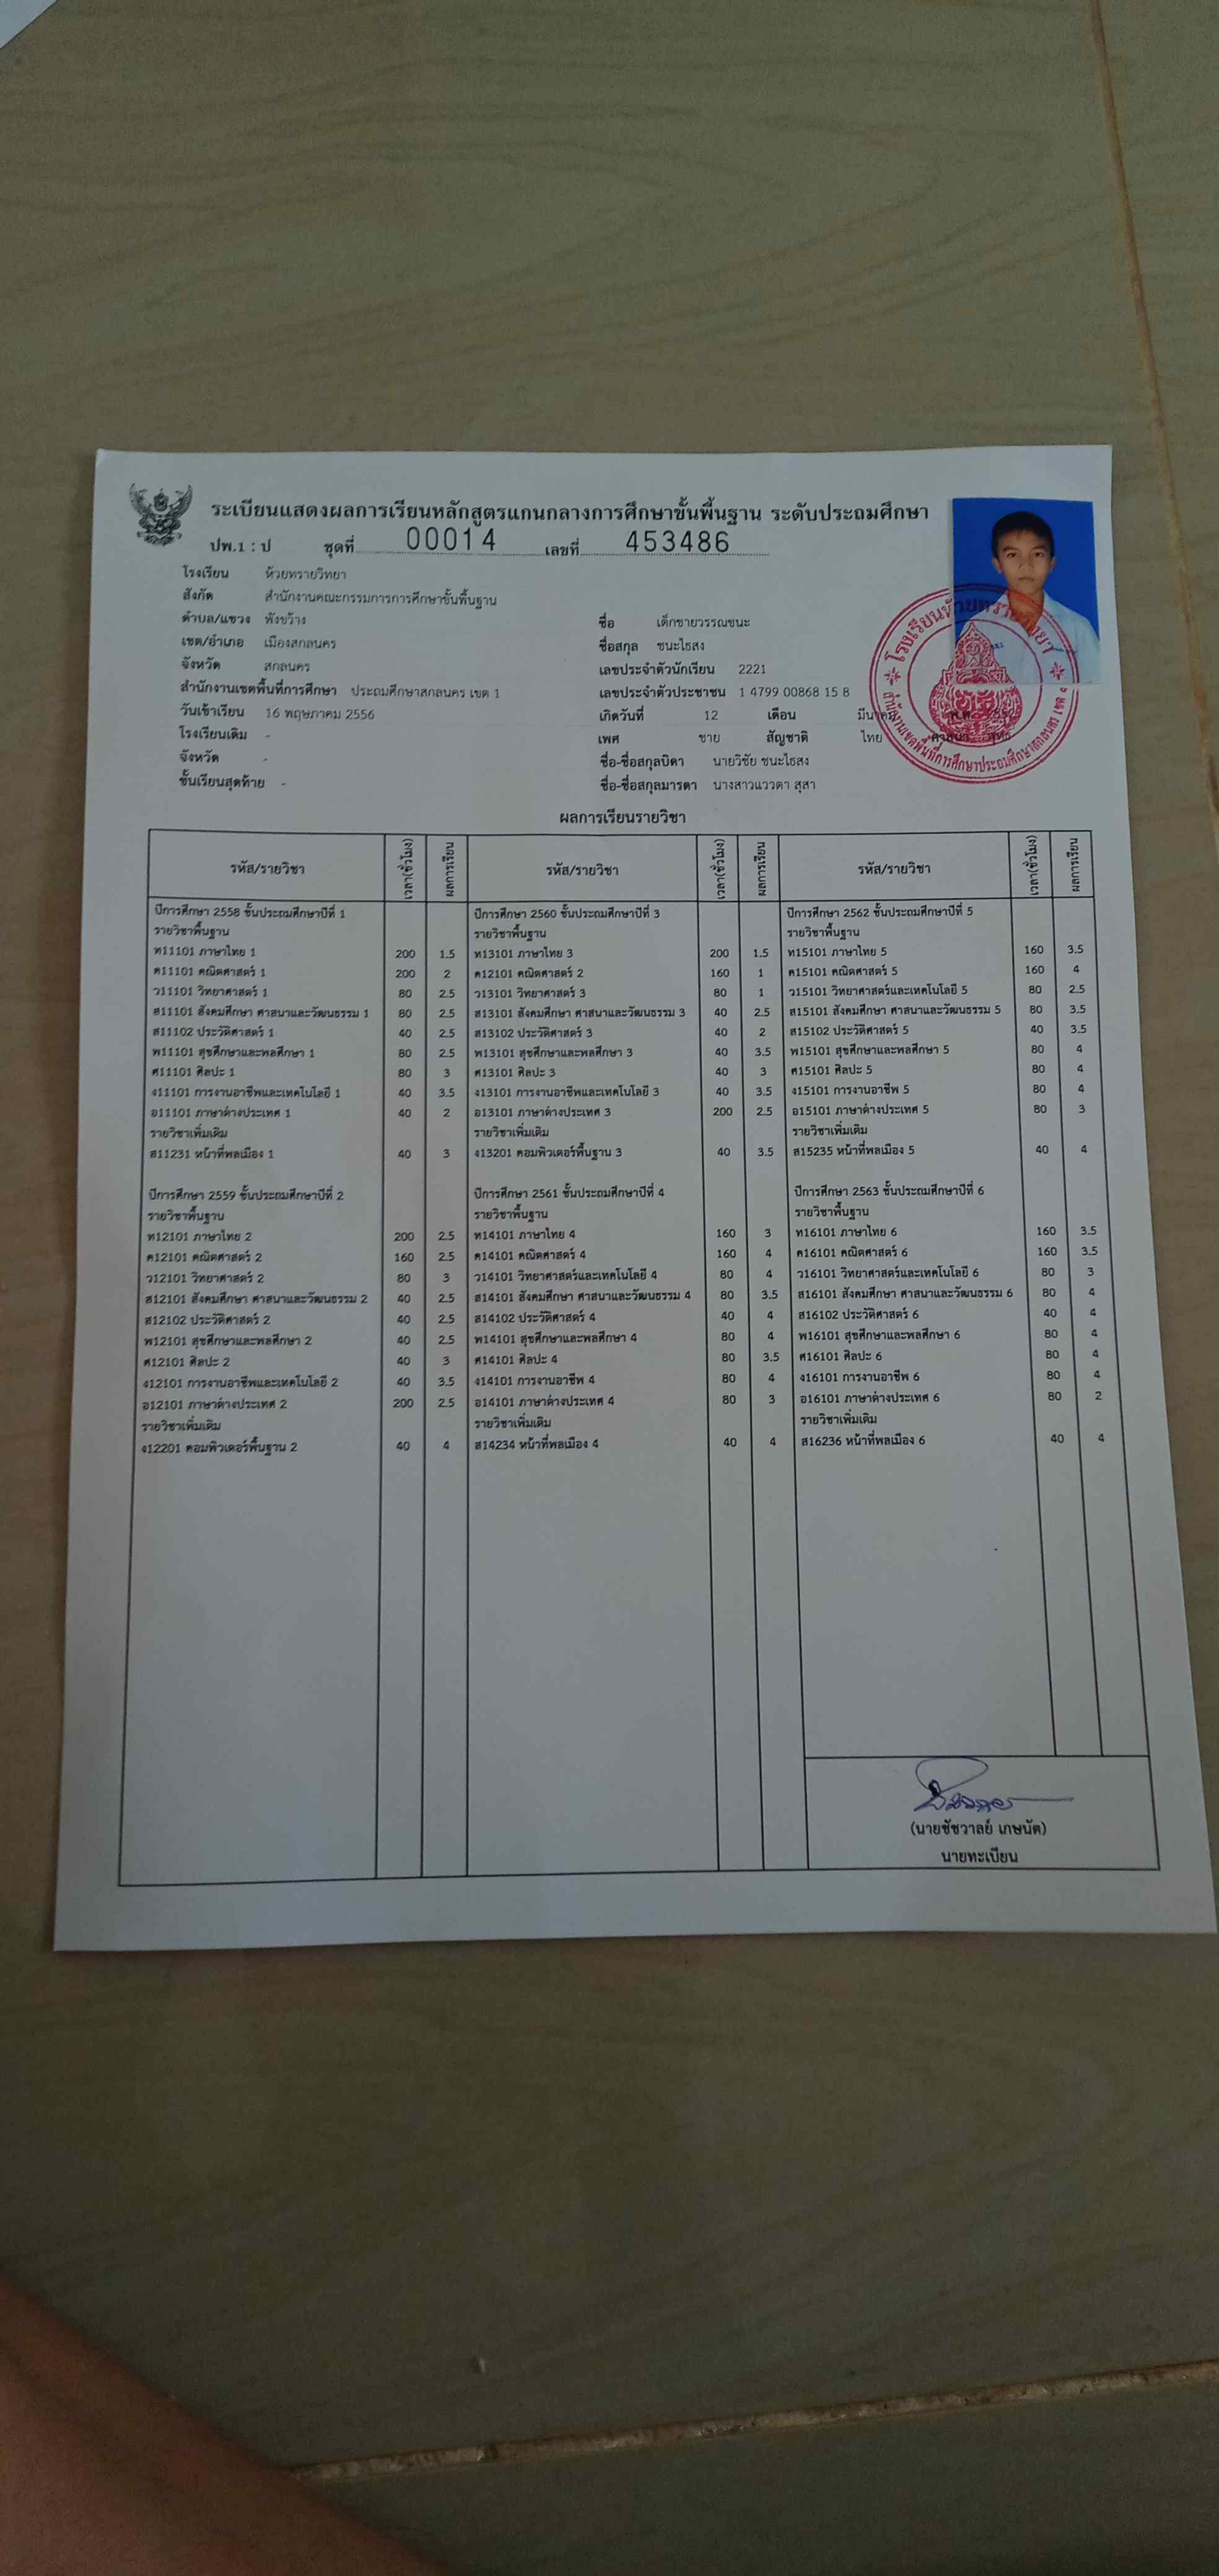 ระเบียนแสดงผลการเรียนหลักสูตรแกนกลางการศึกษาขั้นพื้นฐาน ระดับประถมศึกษา
ปพ.1 : ป ชุดที่ 00014 เลขที่ 453486
โรงเรียน ห้วยทรายวิทยา
สังกัด สำนักงานคณะกรรมการการศึกษาขั้นพื้นฐาน
ตำบล/แขวง พังขว้าง
เขต/อำเภอ เมืองสกลนคร
จังหวัด สกลนคร
สำนักงานเขตพื้นที่การศึกษา ประถมศึกษาสกลนคร เขต 1
วันเข้าเรียน 16 พฤษภาคม 2556
โรงเรียนเดิม -
จังหวัด -
ชั้นเรียนสุดท้าย -
ชื่อ เด็กชายวรรณชนะ
ชื่อสกุล ชนะไธสง
เลขประจำตัวนักเรียน 2221
เลขประจำตัวประชาชน 1 4799 00868 15 8
เกิดวันที่ 12 เดือน มีนาคม
เพศ ชาย สัญชาติ ไทย ศาสนา พุทธ
ชื่อ-ชื่อสกุลบิดา นายวิชัย ชนะไธสง
ชื่อ-ชื่อสกุลมารดา นางสาวแววตา สุสา
โรงเรียนห้วยทรายวิทยา
สำนักงานเขตพื้นที่การศึกษาประถมศึกษาสกลนคร เขต ๑
ผลการเรียนรายวิชา
รหัส/รายวิชา เวลา(ชั่วโมง) ผลการเรียน รหัส/รายวิชา เวลา(ชั่วโมง) ผลการเรียน รหัส/รายวิชา เวลา(ชั่วโมง) ผลการเรียน
ปีการศึกษา 2558 ชั้นประถมศึกษาปีที่ 1
รายวิชาพื้นฐาน
ท11101 ภาษาไทย 1 200 1.5
ค11101 คณิตศาสตร์ 1 200 2
ว11101 วิทยาศาสตร์ 1 80 2.5
ส11101 สังคมศึกษา ศาสนาและวัฒนธรรม 1 80 2.5
ส11102 ประวัติศาสตร์ 1 40 2.5
พ11101 สุขศึกษาและพลศึกษา 1 80 2.5
ศ11101 ศิลปะ 1 80 3
ง11101 การงานอาชีพและเทคโนโลยี 1 40 3.5
อ11101 ภาษาต่างประเทศ 1 40 2
รายวิชาเพิ่มเติม
ส11231 หน้าที่พลเมือง 1 40 3
ปีการศึกษา 2559 ชั้นประถมศึกษาปีที่ 2
รายวิชาพื้นฐาน
ท12101 ภาษาไทย 2 200 2.5
ค12101 คณิตศาสตร์ 2 160 2.5
ว12101 วิทยาศาสตร์ 2 80 3
ส12101 สังคมศึกษา ศาสนาและวัฒนธรรม 2 40 2.5
ส12102 ประวัติศาสตร์ 2 40 2.5
พ12101 สุขศึกษาและพลศึกษา 2 40 2.5
ศ12101 ศิลปะ 2 40 3
ง12101 การงานอาชีพและเทคโนโลยี 2 40 3.5
อ12101 ภาษาต่างประเทศ 2 200 2.5
รายวิชาเพิ่มเติม
ง12201 คอมพิวเตอร์พื้นฐาน 2 40 4
ปีการศึกษา 2560 ชั้นประถมศึกษาปีที่ 3
รายวิชาพื้นฐาน
ท13101 ภาษาไทย 3 200 1.5
ค12101 คณิตศาสตร์ 2 160 1
ว13101 วิทยาศาสตร์ 3 80 1
ส13101 สังคมศึกษา ศาสนาและวัฒนธรรม 3 40 2.5
ส13102 ประวัติศาสตร์ 3 40 2
พ13101 สุขศึกษาและพลศึกษา 3 40 3.5
ศ13101 ศิลปะ 3 40 3
ง13101 การงานอาชีพและเทคโนโลยี 3 40 3.5
อ13101 ภาษาต่างประเทศ 3 200 2.5
รายวิชาเพิ่มเติม
ง13201 คอมพิวเตอร์พื้นฐาน 3 40 3.5
ปีการศึกษา 2561 ชั้นประถมศึกษาปีที่ 4
รายวิชาพื้นฐาน
ท14101 ภาษาไทย 4 160 3
ค14101 คณิตศาสตร์ 4 160 4
ว14101 วิทยาศาสตร์และเทคโนโลยี 4 80 4
ส14101 สังคมศึกษา ศาสนาและวัฒนธรรม 4 80 3.5
ส14102 ประวัติศาสตร์ 4 40 4
พ14101 สุขศึกษาและพลศึกษา 4 80 4
ศ14101 ศิลปะ 4 80 3.5
ง14101 การงานอาชีพ 4 80 4
อ14101 ภาษาต่างประเทศ 4 80 3
รายวิชาเพิ่มเติม
ส14234 หน้าที่พลเมือง 4 40 4
ปีการศึกษา 2562 ชั้นประถมศึกษาปีที่ 5
รายวิชาพื้นฐาน
ท15101 ภาษาไทย 5 160 3.5
ค15101 คณิตศาสตร์ 5 160 4
ว15101 วิทยาศาสตร์และเทคโนโลยี 5 80 2.5
ส15101 สังคมศึกษา ศาสนาและวัฒนธรรม 5 80 3.5
ส15102 ประวัติศาสตร์ 5 40 3.5
พ15101 สุขศึกษาและพลศึกษา 5 80 4
ศ15101 ศิลปะ 5 80 4
ง15101 การงานอาชีพ 5 80 4
อ15101 ภาษาต่างประเทศ 5 80 3
รายวิชาเพิ่มเติม
ส15235 หน้าที่พลเมือง 5 40 4
ปีการศึกษา 2563 ชั้นประถมศึกษาปีที่ 6
รายวิชาพื้นฐาน
ท16101 ภาษาไทย 6 160 3.5
ค16101 คณิตศาสตร์ 6 160 3.5
ว16101 วิทยาศาสตร์และเทคโนโลยี 6 80 3
ส16101 สังคมศึกษา ศาสนาและวัฒนธรรม 6 80 4
ส16102 ประวัติศาสตร์ 6 40 4
พ16101 สุขศึกษาและพลศึกษา 6 80 4
ศ16101 ศิลปะ 6 80 4
ง16101 การงานอาชีพ 6 80 4
อ16101 ภาษาต่างประเทศ 6 80 2
รายวิชาเพิ่มเติม
ส16236 หน้าที่พลเมือง 6 40 4
(นายชัชวาลย์ เกษนัด)
นายทะเบียน